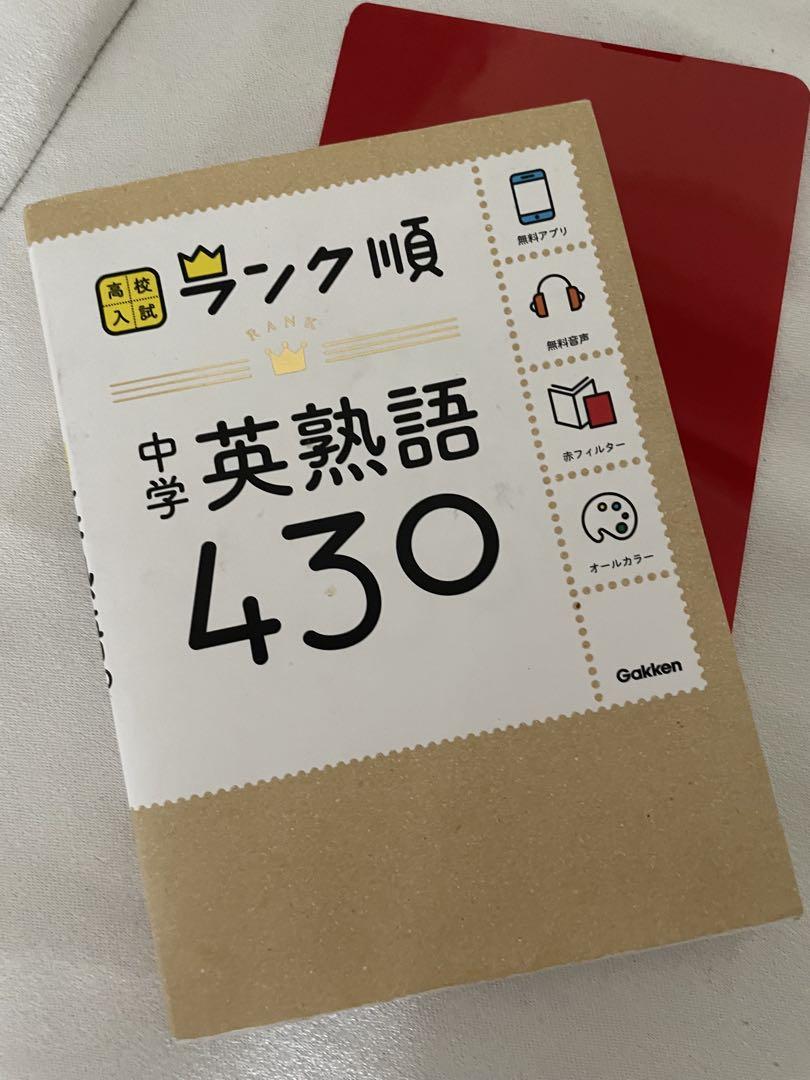 高校
入試
ランク順
RANK
中学
英熟語
430
無料アプリ
無料音声
赤フィルター
オールカラー
Gakken